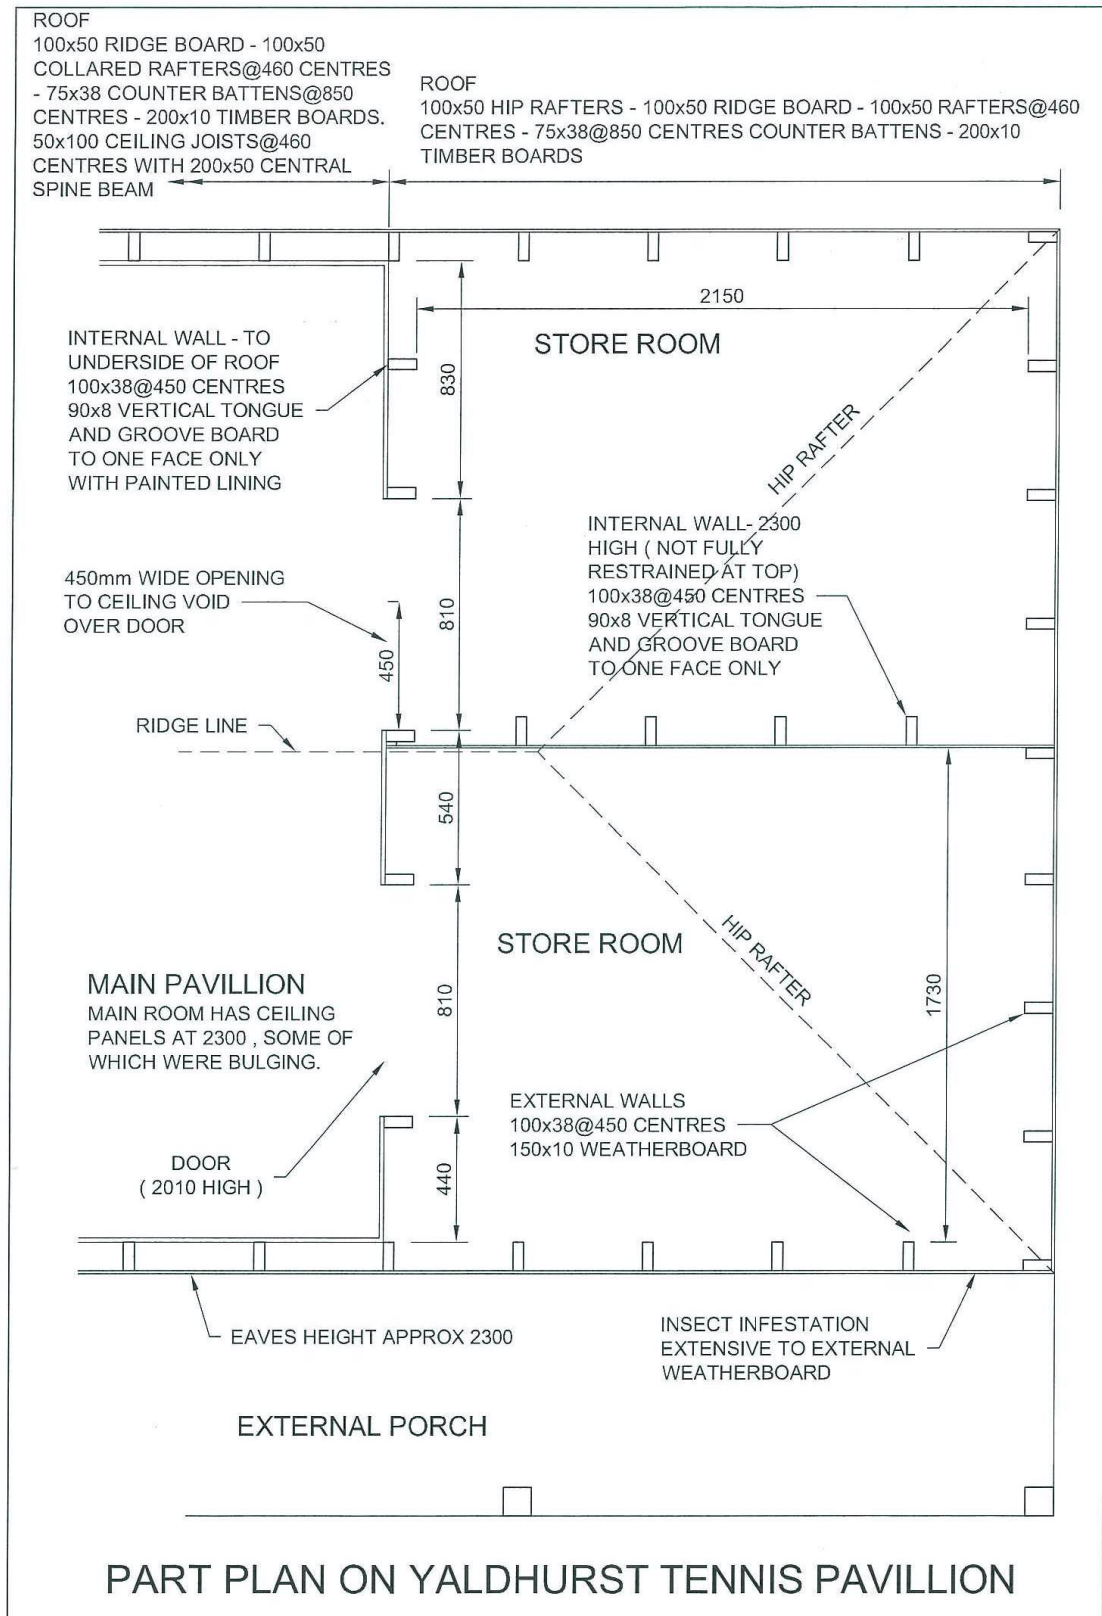 ROOF
100x50 RIDGE BOARD - 100x50
COLLARED RAFTERS@460 CENTRES
- 75x38 COUNTER BATTENS@850
CENTRES - 200x10 TIMBER BOARDS.
50x100 CEILING JOISTS@460
CENTRES WITH 200x50 CENTRAL
SPINE BEAM
ROOF
100x50 HIP RAFTERS - 100x50 RIDGE BOARD - 100x50 RAFTERS@460
CENTRES - 75x38@850 CENTRES COUNTER BATTENS - 200x10
TIMBER BOARDS
2150
STORE ROOM
INTERNAL WALL - TO
UNDERSIDE OF ROOF
100x38@450 CENTRES
90x8 VERTICAL TONGUE
AND GROOVE BOARD
TO ONE FACE ONLY
WITH PAINTED LINING
830
HIP RAFTER
INTERNAL WALL- 2300
HIGH ( NOT FULLY
RESTRAINED AT TOP)
100x38@450 CENTRES
90x8 VERTICAL TONGUE
AND GROOVE BOARD
TO ONE FACE ONLY
450mm WIDE OPENING
TO CEILING VOID
OVER DOOR
810
450
RIDGE LINE
540
STORE ROOM
HIP RAFTER
MAIN PAVILLION
MAIN ROOM HAS CEILING
PANELS AT 2300 , SOME OF
WHICH WERE BULGING.
810
1730
EXTERNAL WALLS
100x38@450 CENTRES
150x10 WEATHERBOARD
DOOR
( 2010 HIGH )
440
EAVES HEIGHT APPROX 2300
INSECT INFESTATION
EXTENSIVE TO EXTERNAL
WEATHERBOARD
EXTERNAL PORCH
PART PLAN ON YALDHURST TENNIS PAVILLION